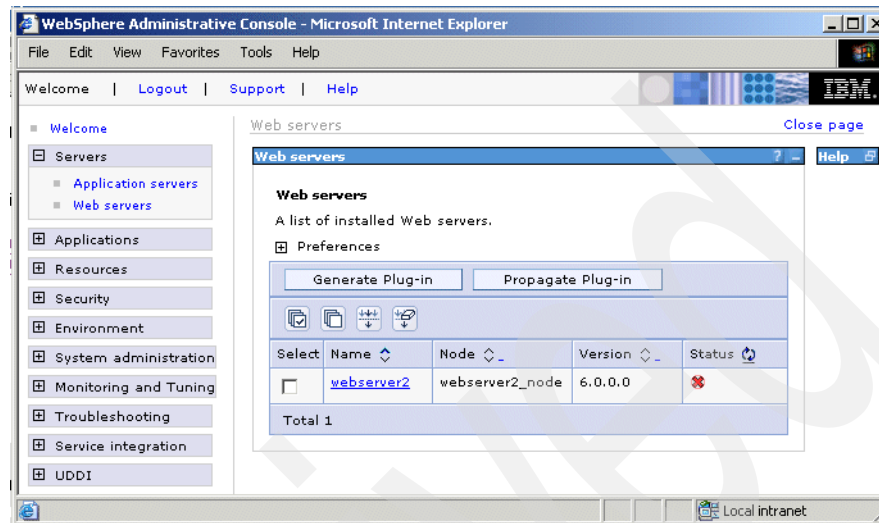 WebSphere Administrative Console - Microsoft Internet Explorer
File Edit View Favorites Tools Help
Welcome | Logout | Support | Help IBM.
Welcome
Servers
Application servers
Web servers
Applications
Resources
Security
Environment
System administration
Monitoring and Tuning
Troubleshooting
Service integration
UDDI
Web servers Close page
Web servers ? Help
Web servers
A list of installed Web servers.
Preferences
Generate Plug-in Propagate Plug-in
Select Name Node Version Status
webserver2 webserver2_node 6.0.0.0
Total 1
Local intranet